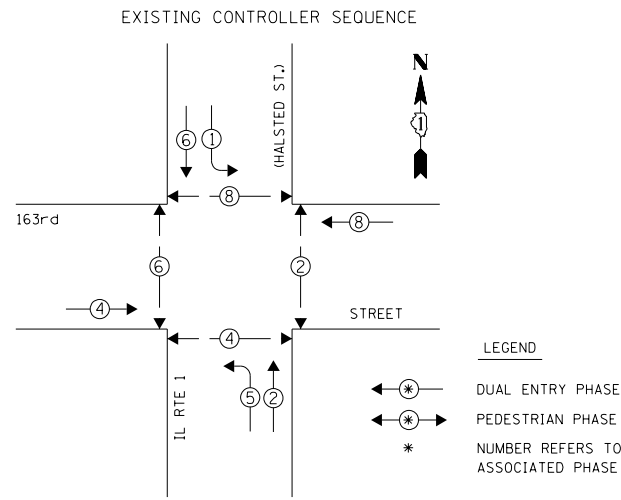 EXISTING CONTROLLER SEQUENCE
(HALSTED ST.)
N
1
6
1
8
163rd
8
6
2
4
STREET
4
IL RTE 1
5
2
LEGEND
* DUAL ENTRY PHASE
* PEDESTRIAN PHASE
* NUMBER REFERS TO
ASSOCIATED PHASE